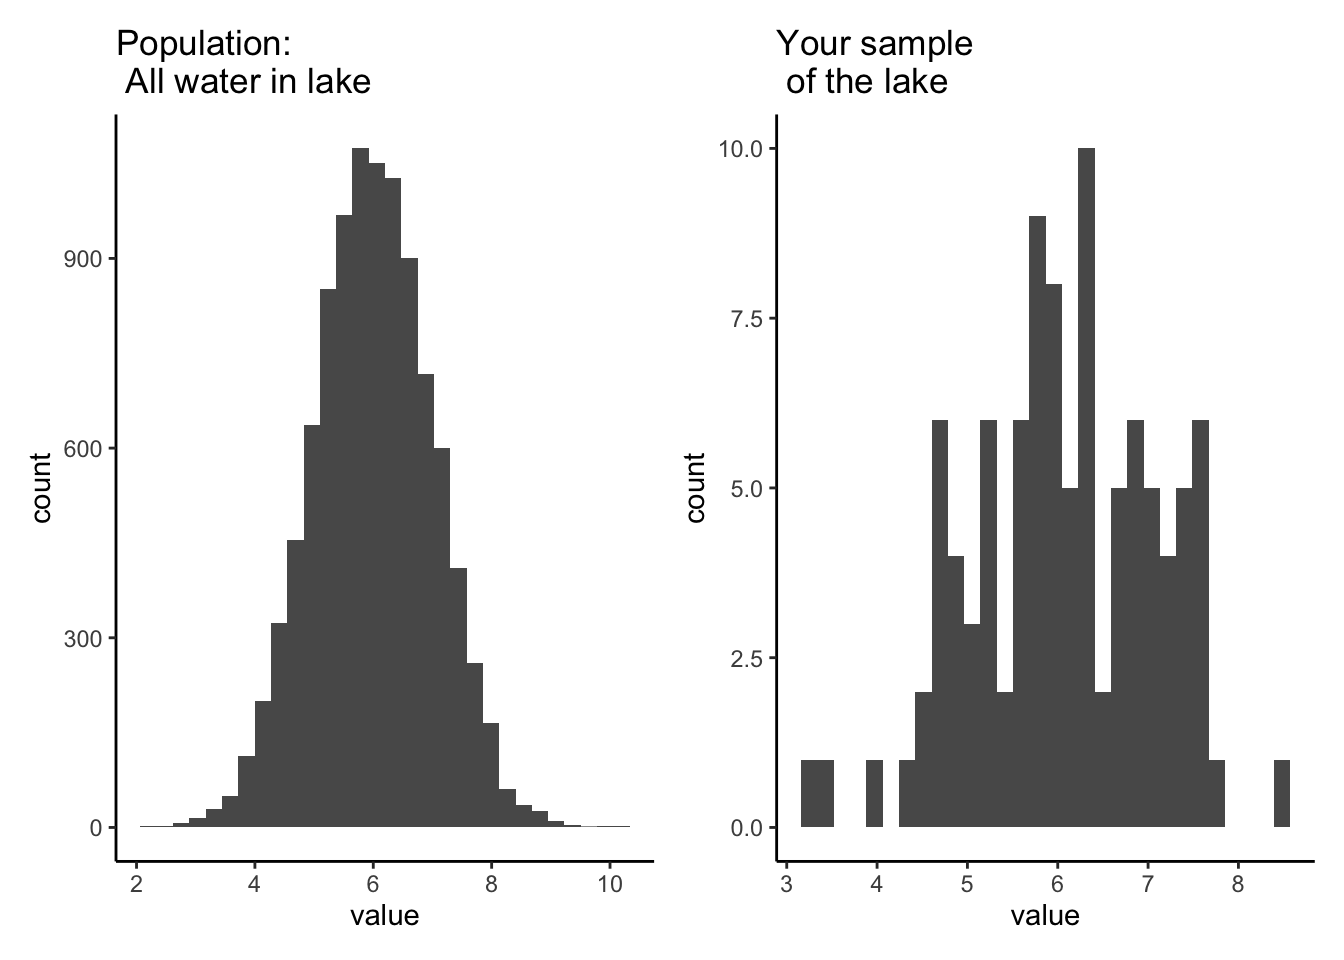 Population:
All water in lake
count
900
600
300
0
2 4 6 8 10
value
Your sample
of the lake
count
10.0
7.5
5.0
2.5
0.0
3 4 5 6 7 8
value